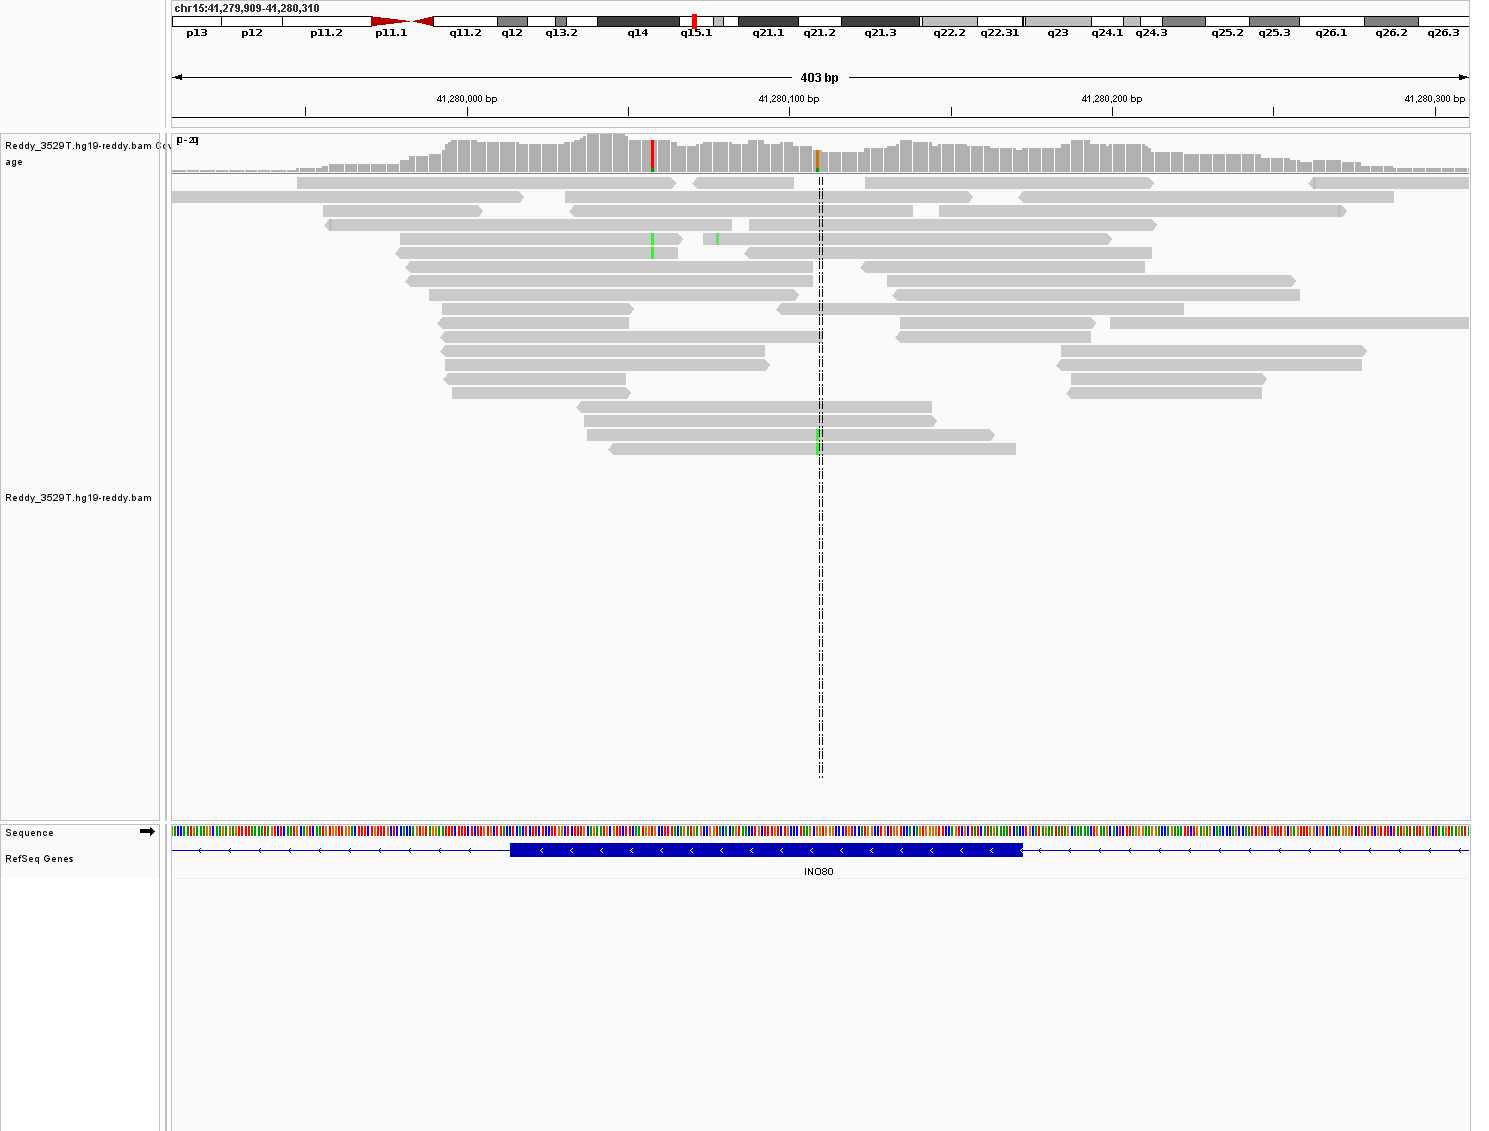 chr15:41,279,909-41,280,310
p13 p12 p11.2 p11.1 q11.2 q12 q13.2 q14 q15.1 q21.1 q21.2 q21.3 q22.2 q22.31 q23 q24.1 q24.3 q25.2 q25.3 q26.1 q26.2 q26.3
403 bp
41,280,000 bp 41,280,100 bp 41,280,200 bp 41,280,300 bp
Reddy_3529T.hg19-reddy.bam Cov
age
[0 - 20]
Reddy_3529T.hg19-reddy.bam
Sequence
RefSeq Genes
INO80